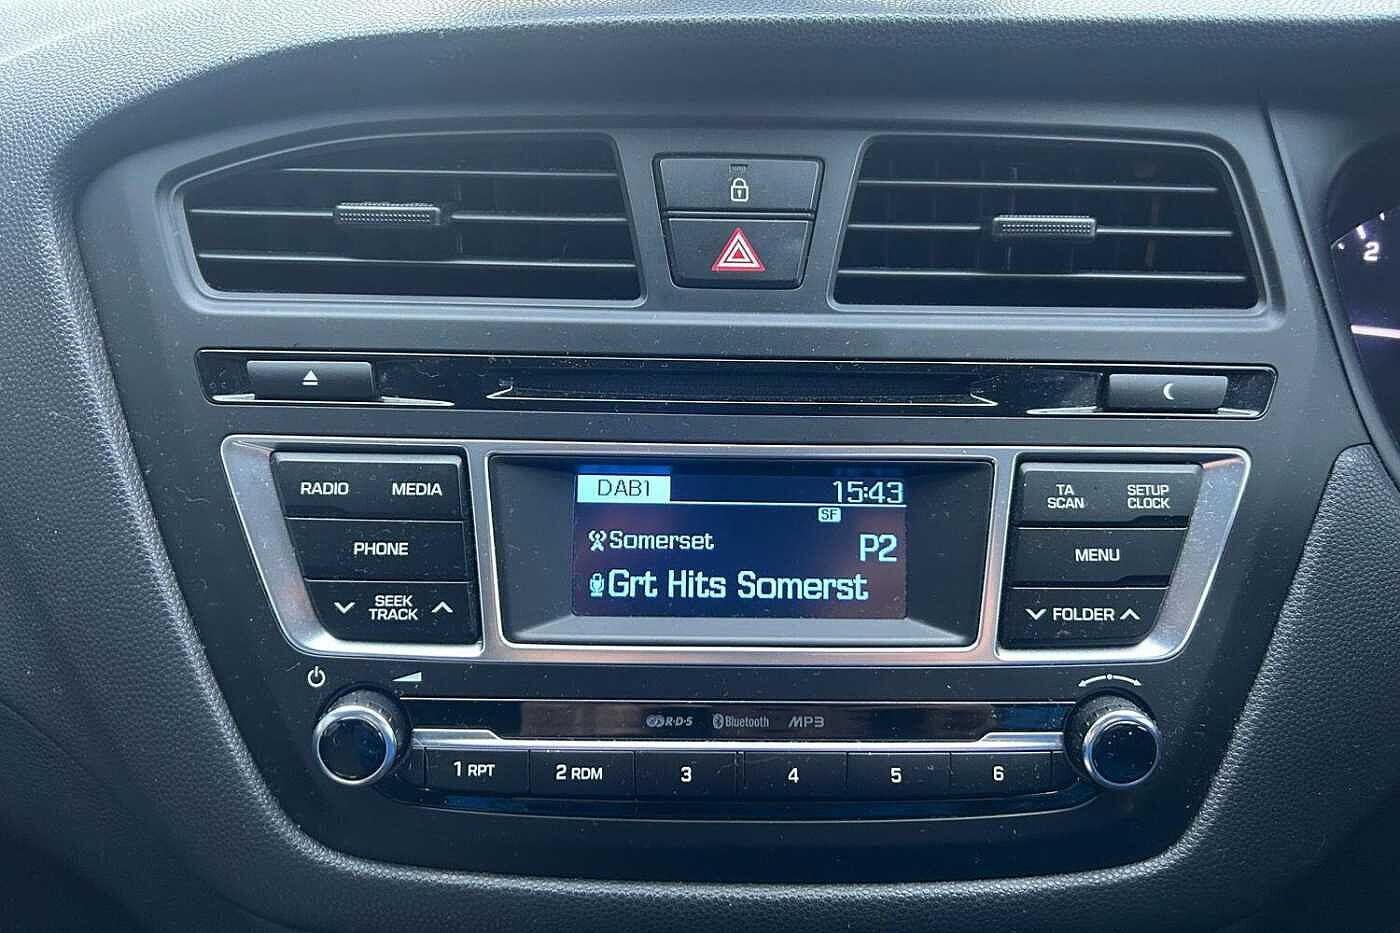 2
DAB1 15:43
SF
Somerset P2
Grt Hits Somerst
RADIO MEDIA
PHONE
SEEK
TRACK
TA
SCAN
SETUP
CLOCK
MENU
FOLDER
R·D·S Bluetooth MP3
1 RPT 2 RDM 3 4 5 6